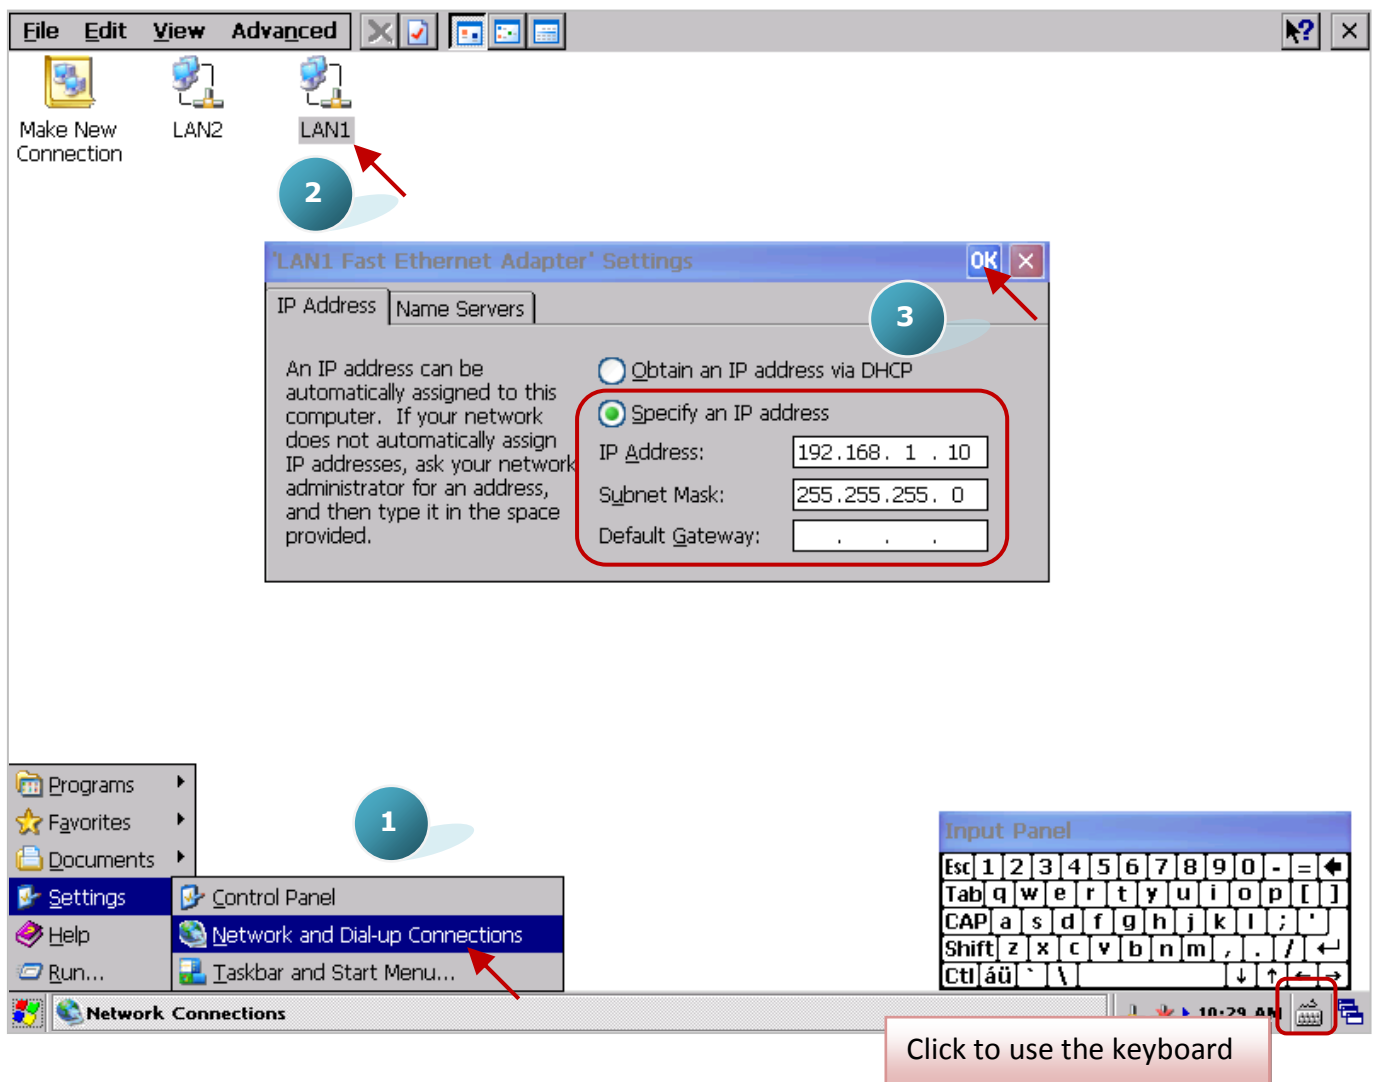 File Edit View Advanced
?
Make New
Connection
LAN2
LAN1
2
'LAN1 Fast Ethernet Adapter' Settings
OK
3
IP Address Name Servers
An IP address can be
automatically assigned to this
computer. If your network
does not automatically assign
IP addresses, ask your network
administrator for an address,
and then type it in the space
provided.
Obtain an IP address via DHCP
Specify an IP address
IP Address: 192.168. 1 . 10
Subnet Mask: 255.255.255. 0
Default Gateway: . . .
Programs
Favorites
Documents
Settings
Help
Run...
1
Control Panel
Network and Dial-up Connections
Taskbar and Start Menu...
Input Panel
Esc 1 2 3 4 5 6 7 8 9 0 - =
Tab q w e r t y u i o p [ ]
CAP a s d f g h j k l ; '
Shift z x c v b n m , . /
Ctl áü ` \
Network Connections
10:29 AM
Click to use the keyboard